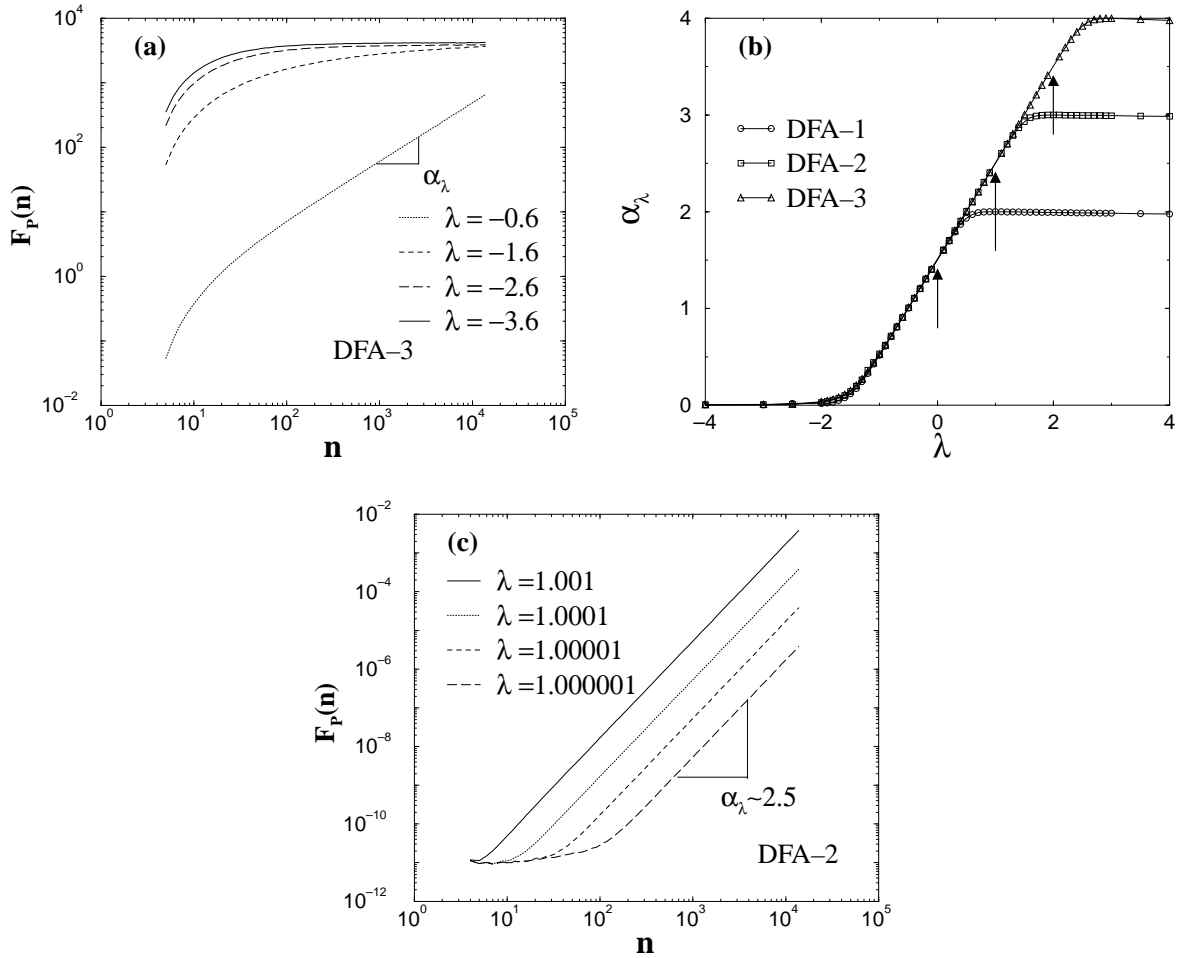 (a)
F_P(n)
10^4
10^2
10^0
10^−2
α_λ
λ = −0.6
λ = −1.6
λ = −2.6
λ = −3.6
DFA−3
10^0 10^1 10^2 10^3 10^4 10^5
n
(b)
α_λ
4
3
2
1
0
DFA−1
DFA−2
DFA−3
−4 −2 0 2 4
λ
(c)
F_P(n)
10^−2
10^−4
10^−6
10^−8
10^−10
10^−12
λ =1.001
λ =1.0001
λ =1.00001
λ =1.000001
α_λ~2.5
DFA−2
10^0 10^1 10^2 10^3 10^4 10^5
n